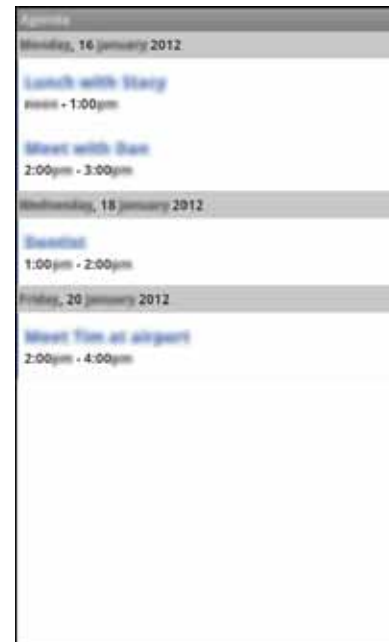 Agenda
Monday, 16 january 2012
Lunch with Stacy
noon - 1:00pm
Meet with Dan
2:00pm - 3:00pm
Wednesday, 18 january 2012
Dentist
1:00pm - 2:00pm
Friday, 20 january 2012
Meet Tim at airport
2:00pm - 4:00pm